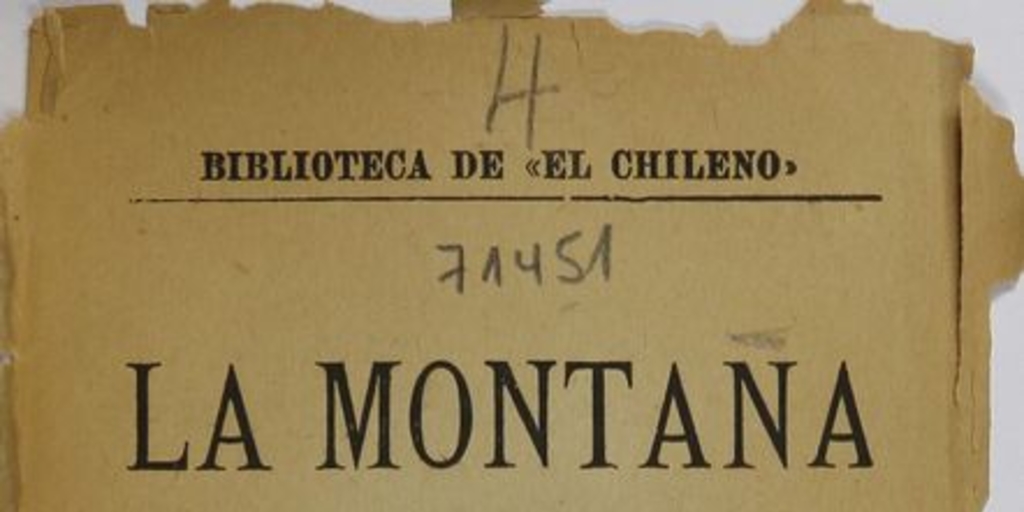 H
BIBLIOTECA DE «EL CHILENO»
71451
LA MONTANA